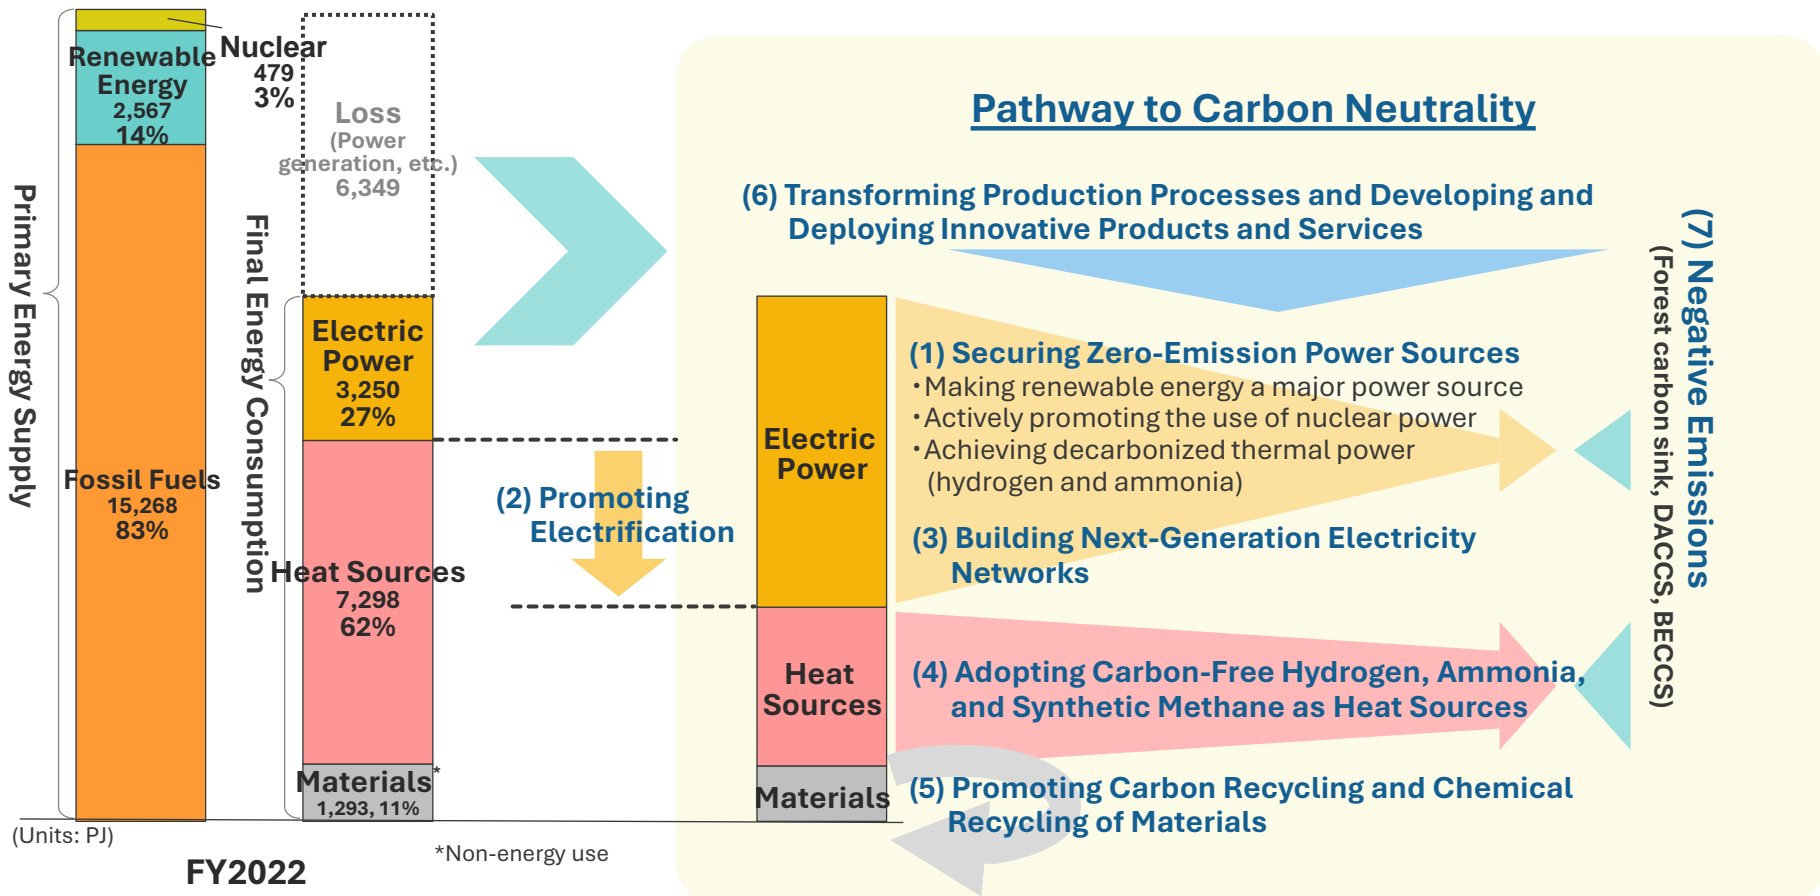 Primary Energy Supply
Nuclear
479
3%
Renewable
Energy
2,567
14%
Fossil Fuels
15,268
83%
Final Energy Consumption
Loss
(Power
generation, etc.)
6,349
Electric
Power
3,250
27%
Heat Sources
7,298
62%
Materials*
1,293, 11%
(Units: PJ)
FY2022
*Non-energy use
(2) Promoting
Electrification
Pathway to Carbon Neutrality
(6) Transforming Production Processes and Developing and
Deploying Innovative Products and Services
Electric
Power
Heat
Sources
Materials
(1) Securing Zero-Emission Power Sources
・Making renewable energy a major power source
・Actively promoting the use of nuclear power
・Achieving decarbonized thermal power
(hydrogen and ammonia)
(3) Building Next-Generation Electricity
Networks
(4) Adopting Carbon-Free Hydrogen, Ammonia,
and Synthetic Methane as Heat Sources
(5) Promoting Carbon Recycling and Chemical
Recycling of Materials
(7) Negative Emissions
(Forest carbon sink, DACCS, BECCS)